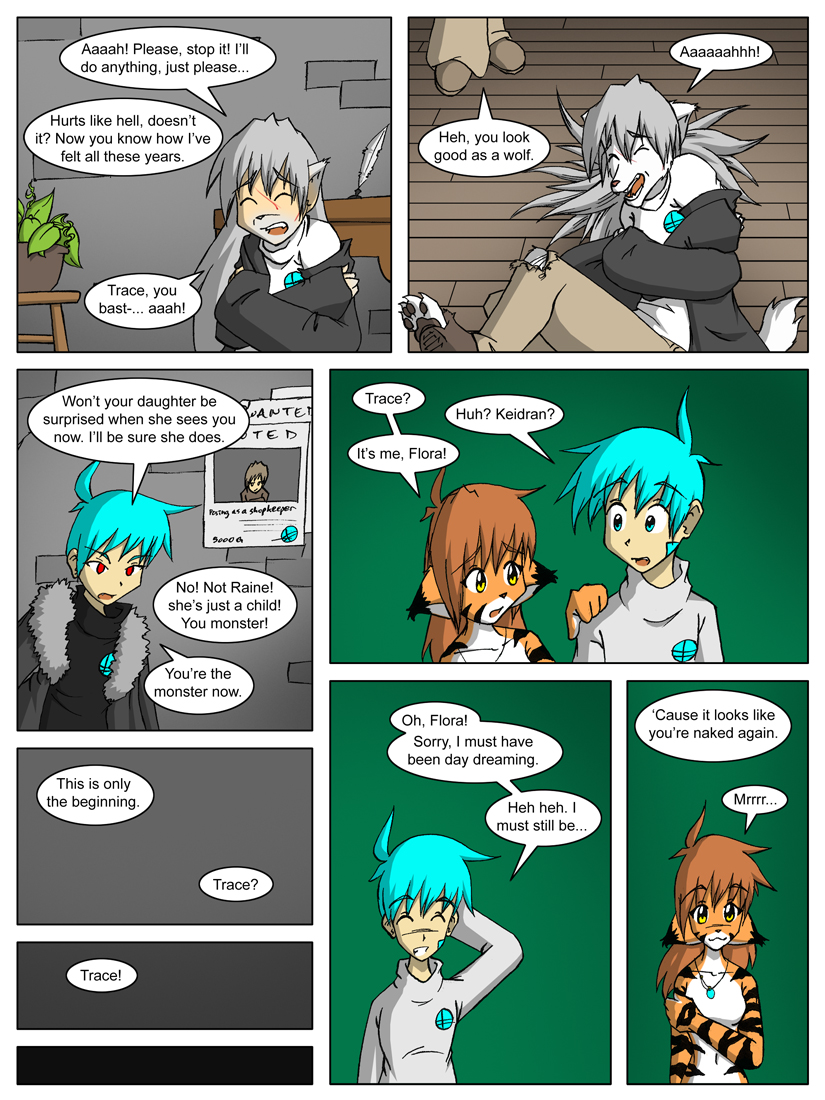 Aaaah! Please, stop it! I'll
do anything, just please...
Hurts like hell, doesn't
it? Now you know how I've
felt all these years.
Trace, you
bast-... aaah!
Aaaaaahhh!
Heh, you look
good as a wolf.
Won't your daughter be
surprised when she sees you
now. I'll be sure she does.
WANTED
Posing as a shopkeeper
No! Not Raine!
she's just a child!
You monster!
You're the
monster now.
Trace?
It's me, Flora!
Huh? Keidran?
This is only
the beginning.
Trace?
Trace!
Oh, Flora!
Sorry, I must have
been day dreaming.
Heh heh. I
must still be...
'Cause it looks like
you're naked again.
Mrrrr...